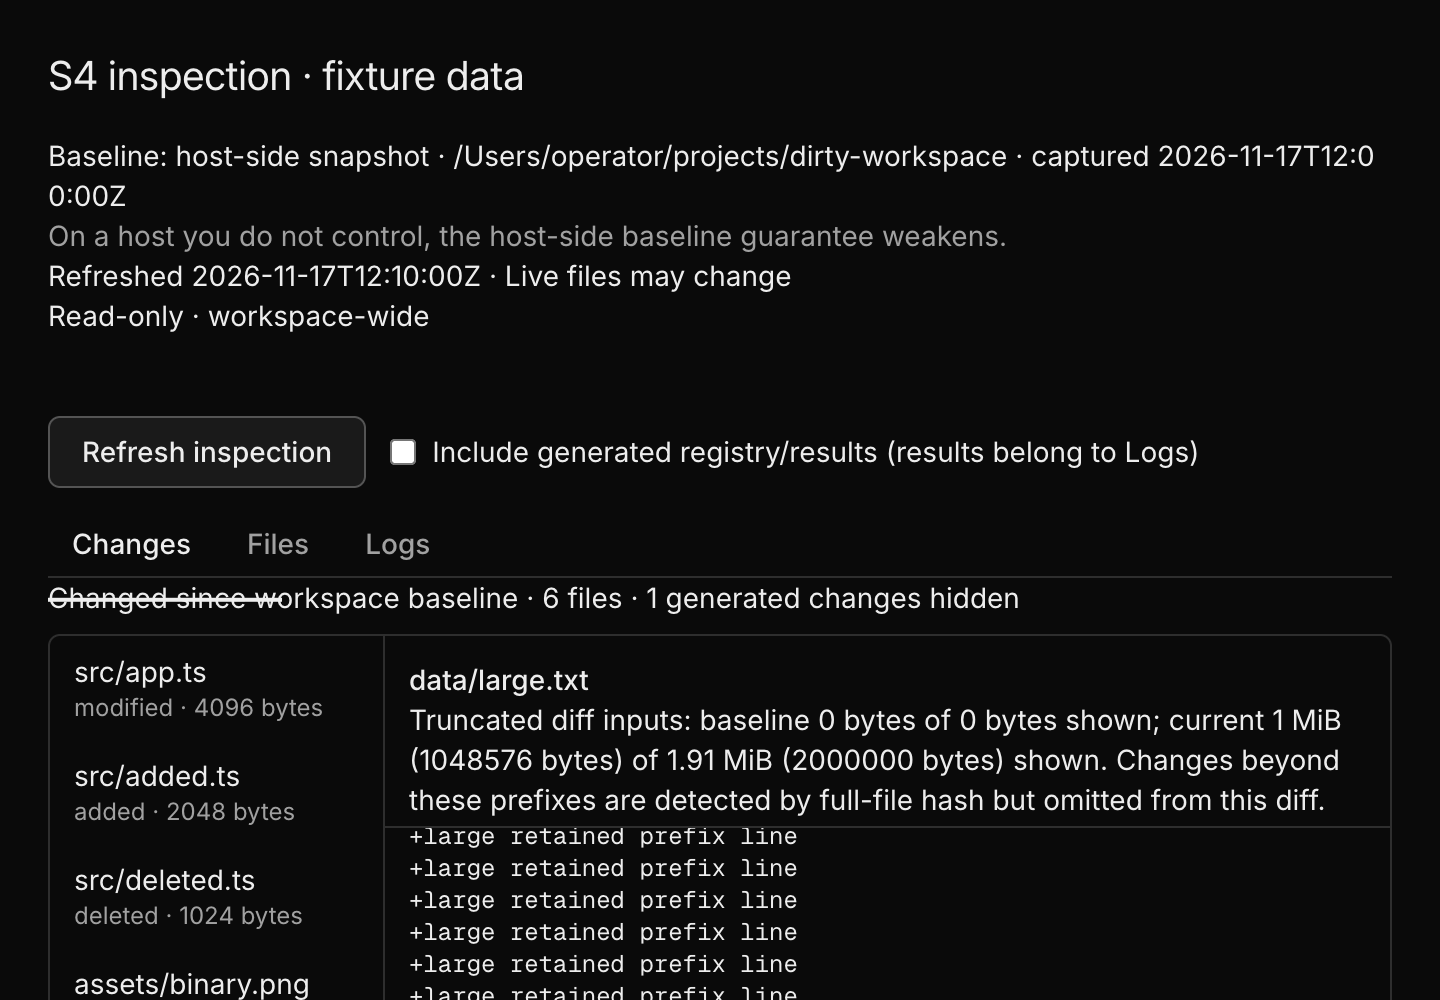 S4 inspection · fixture data
Baseline: host-side snapshot · /Users/operator/projects/dirty-workspace · captured 2026-11-17T12:0
0:00Z
On a host you do not control, the host-side baseline guarantee weakens.
Refreshed 2026-11-17T12:10:00Z · Live files may change
Read-only · workspace-wide
Refresh inspection
Include generated registry/results (results belong to Logs)
Changes
Files
Logs
Changed since workspace baseline · 6 files · 1 generated changes hidden
src/app.ts
modified · 4096 bytes
src/added.ts
added · 2048 bytes
src/deleted.ts
deleted · 1024 bytes
assets/binary.png
data/large.txt
Truncated diff inputs: baseline 0 bytes of 0 bytes shown; current 1 MiB
(1048576 bytes) of 1.91 MiB (2000000 bytes) shown. Changes beyond
these prefixes are detected by full-file hash but omitted from this diff.
+large retained prefix line
+large retained prefix line
+large retained prefix line
+large retained prefix line
+large retained prefix line
+large retained prefix line